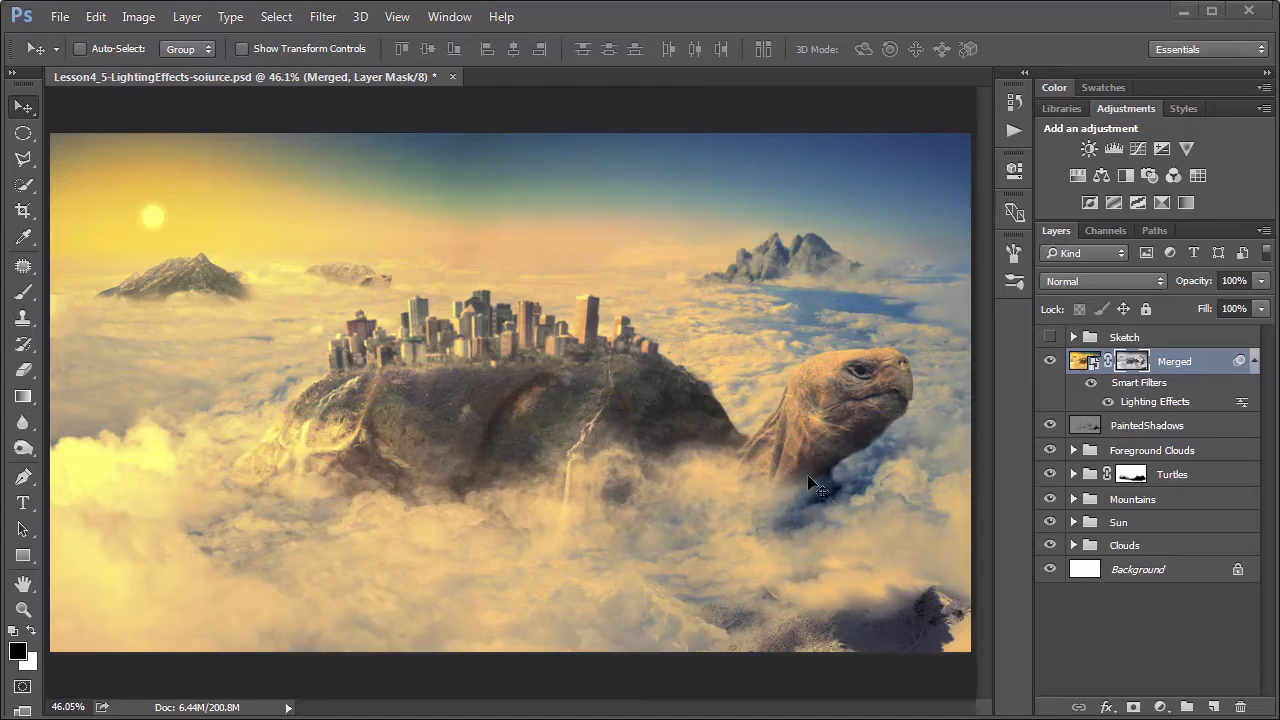 Ps File Edit Image Layer Type Select Filter 3D View Window Help
Auto-Select: Group Show Transform Controls 3D Mode: Essentials
Lesson4_5-LightingEffects-soiurce.psd @ 46.1% (Merged, Layer Mask/8) *
Color Swatches
Libraries Adjustments Styles
Add an adjustment
Layers Channels Paths
Kind
Normal Opacity: 100%
Lock: Fill: 100%
Sketch
Merged
Smart Filters
Lighting Effects
PaintedShadows
Foreground Clouds
Turtles
Mountains
Sun
Clouds
Background
46.05% Doc: 6.44M/200.8M